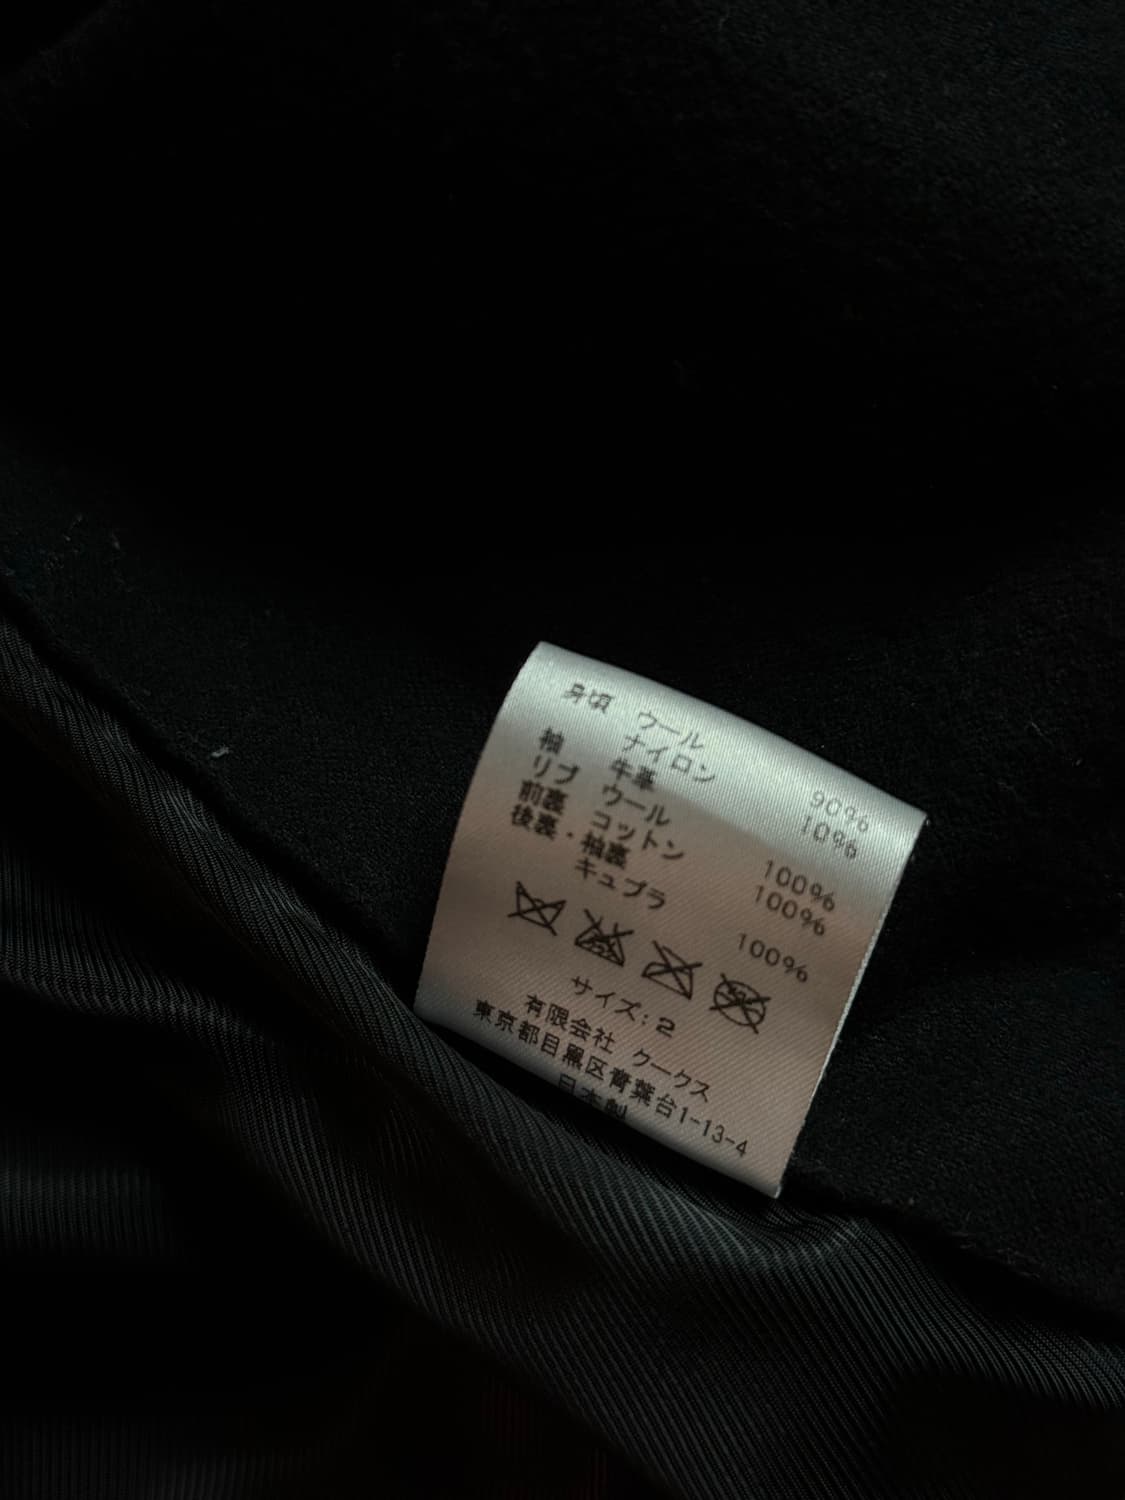 身頃 ウール 90%
ナイロン 10%
袖 牛革
リブ ウール 100%
前裏 コットン 100%
後裏・袖裏
キュプラ 100%
サイズ:2
有限会社 クークス
東京都目黒区青葉台1-13-4
日本製